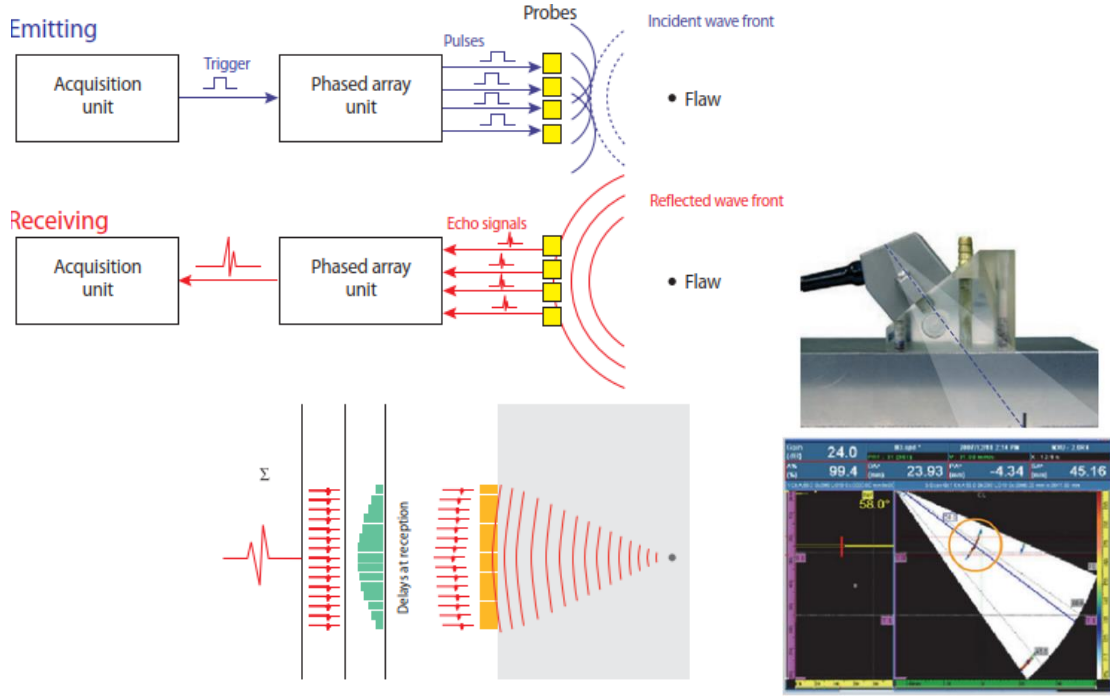 Emitting
Probes
Incident wave front
Pulses
Trigger
Acquisition
unit
Phased array
unit
Flaw
Receiving
Echo signals
Reflected wave front
Acquisition
unit
Phased array
unit
Flaw
Σ
Delays at reception
24.0
99.4
23.93
-4.34
45.16
58.0°